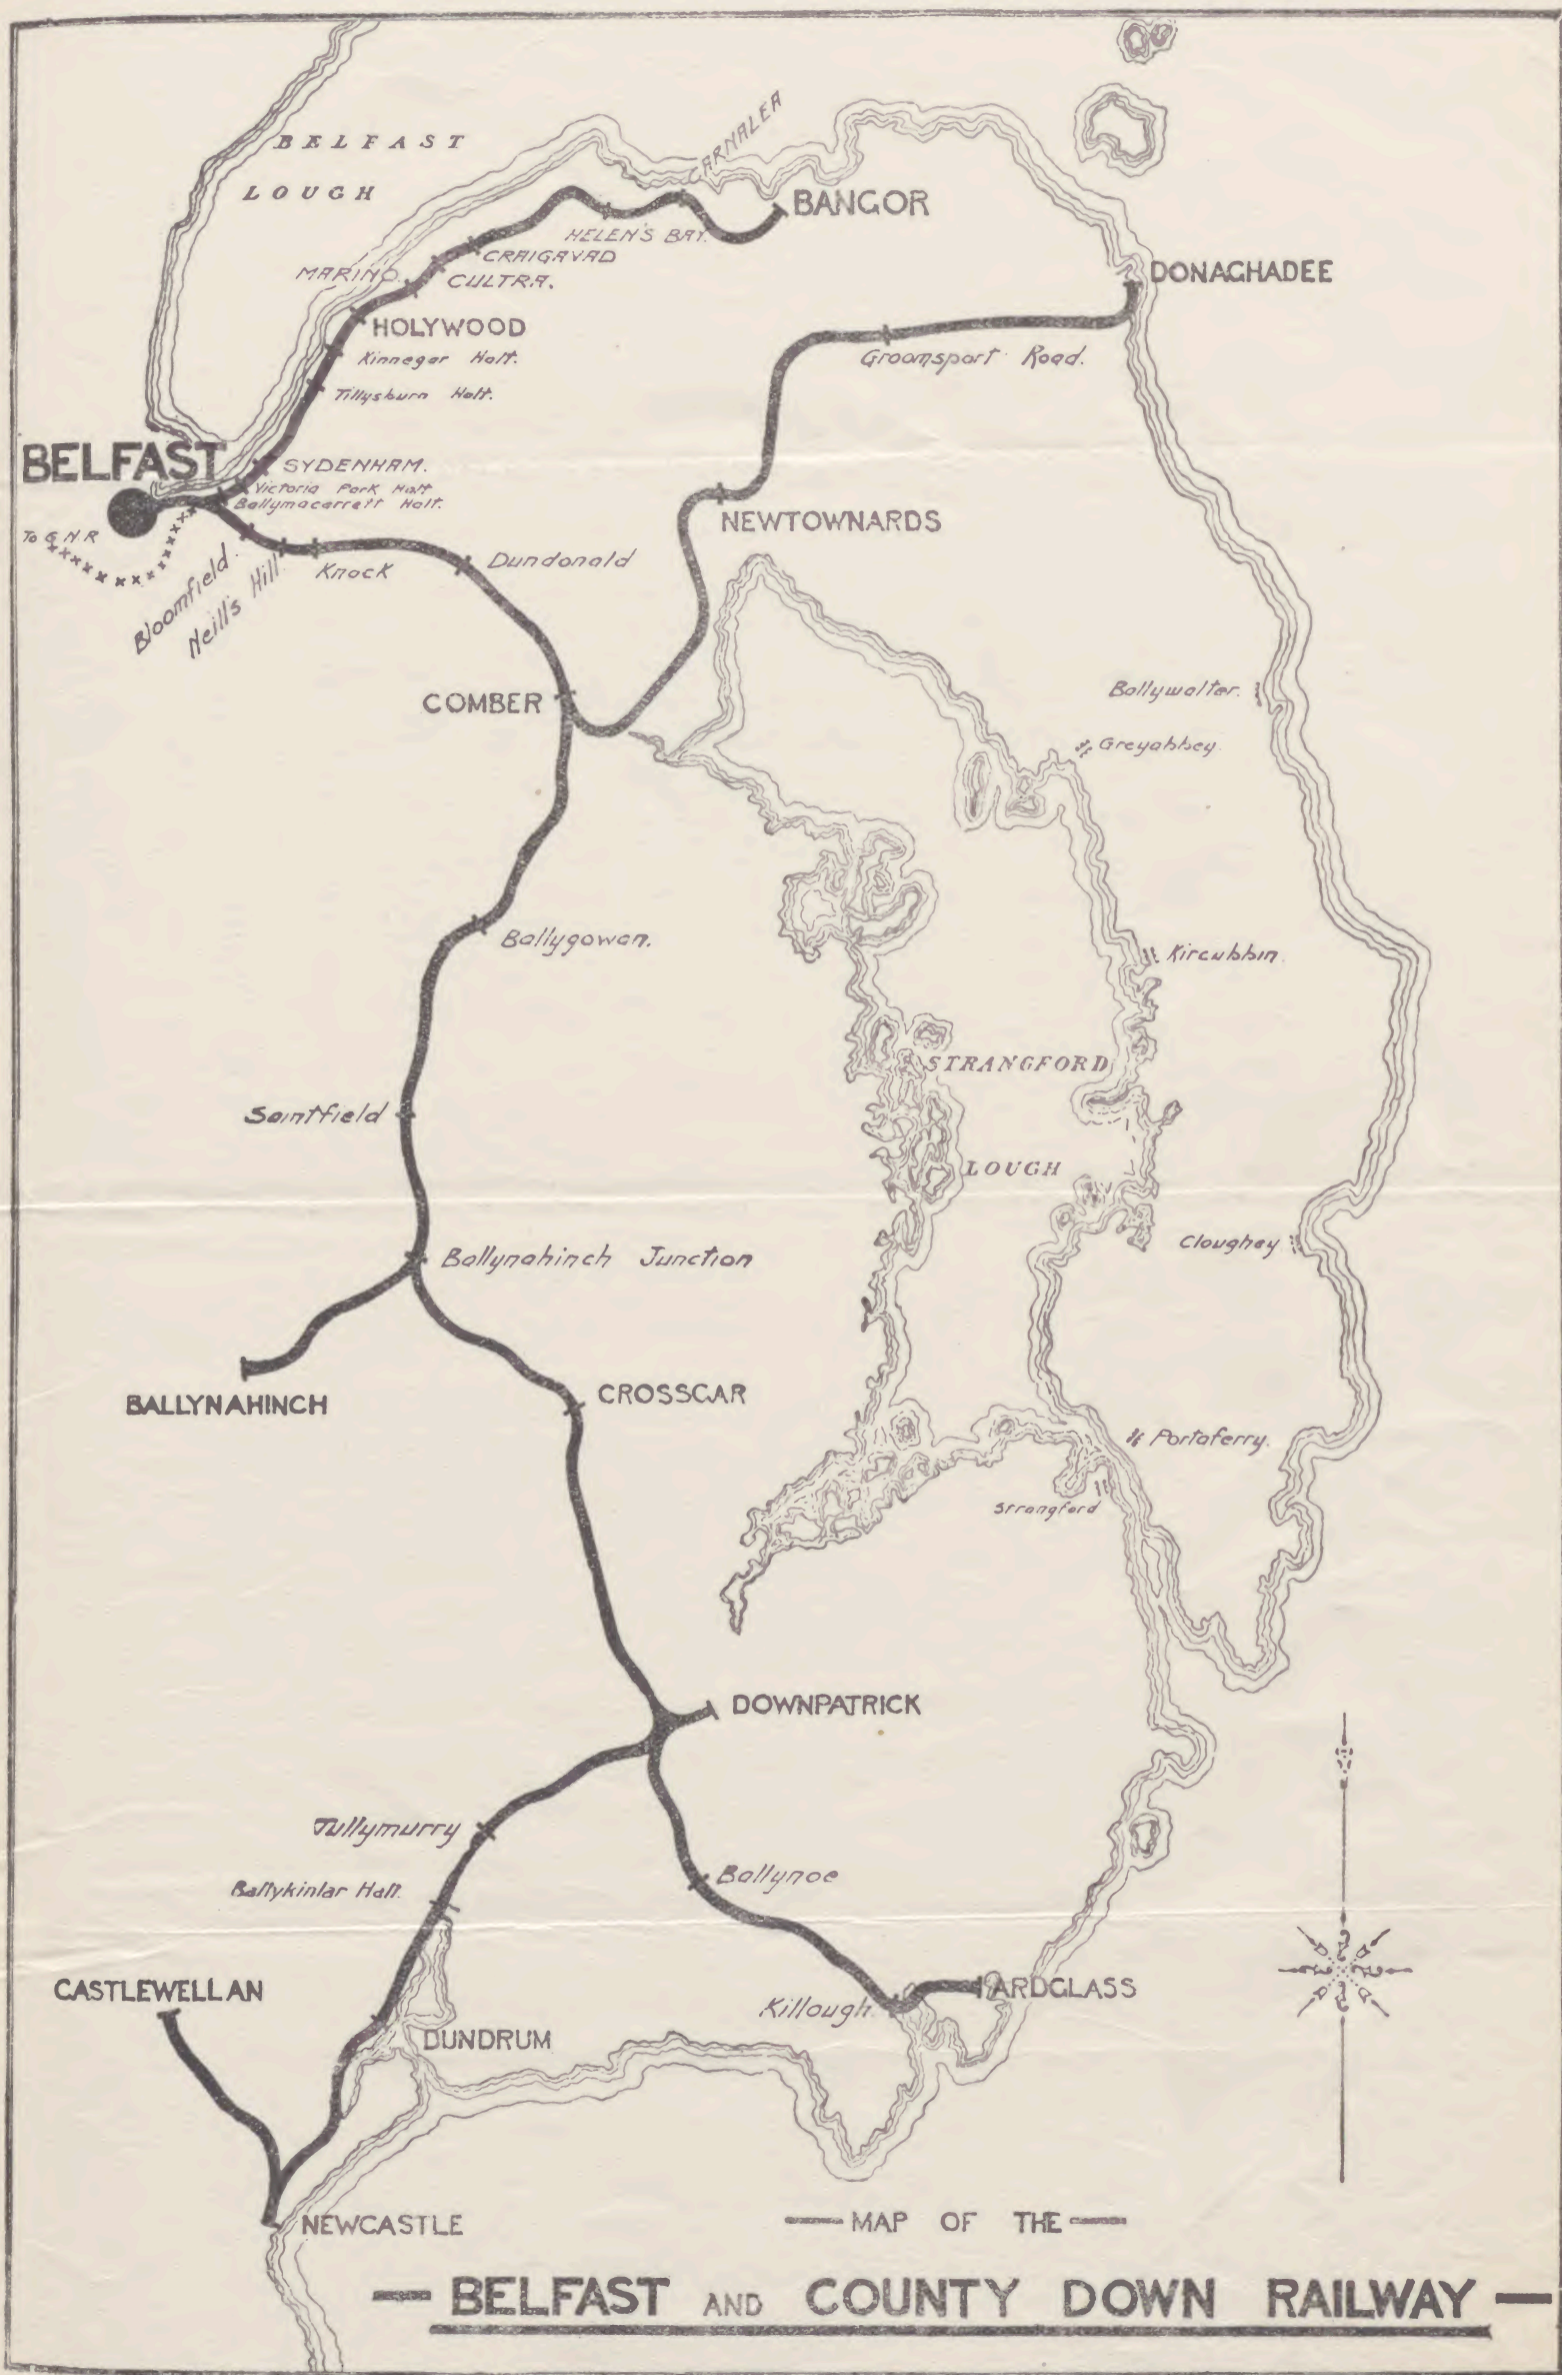 BELFAST
LOUGH
CARNALEA
BANGOR
HELEN'S BAY.
CRAIGAVAD
MARINO.
CULTRA.
DONAGHADEE
HOLYWOOD
Kinnegar Halt.
Groomsport Road.
Tillysburn Halt.
BELFAST
SYDENHAM.
Victoria Park Halt
Ballymacarrett Halt.
To G.N.R
NEWTOWNARDS
Bloomfield.
Neill's Hill
Knock
Dundonald
COMBER
Ballywalter.
Greyabbey.
Ballygowan.
Kircubbin.
STRANGFORD
Saintfield
LOUGH
Cloughey
Ballynahinch Junction
BALLYNAHINCH
CROSSGAR
Portaferry.
Strangford
DOWNPATRICK
Tullymurry
Ballynoe
Ballykinlar Halt.
CASTLEWELLAN
ARDGLASS
Killough.
DUNDRUM
NEWCASTLE
— MAP OF THE —
— BELFAST AND COUNTY DOWN RAILWAY —